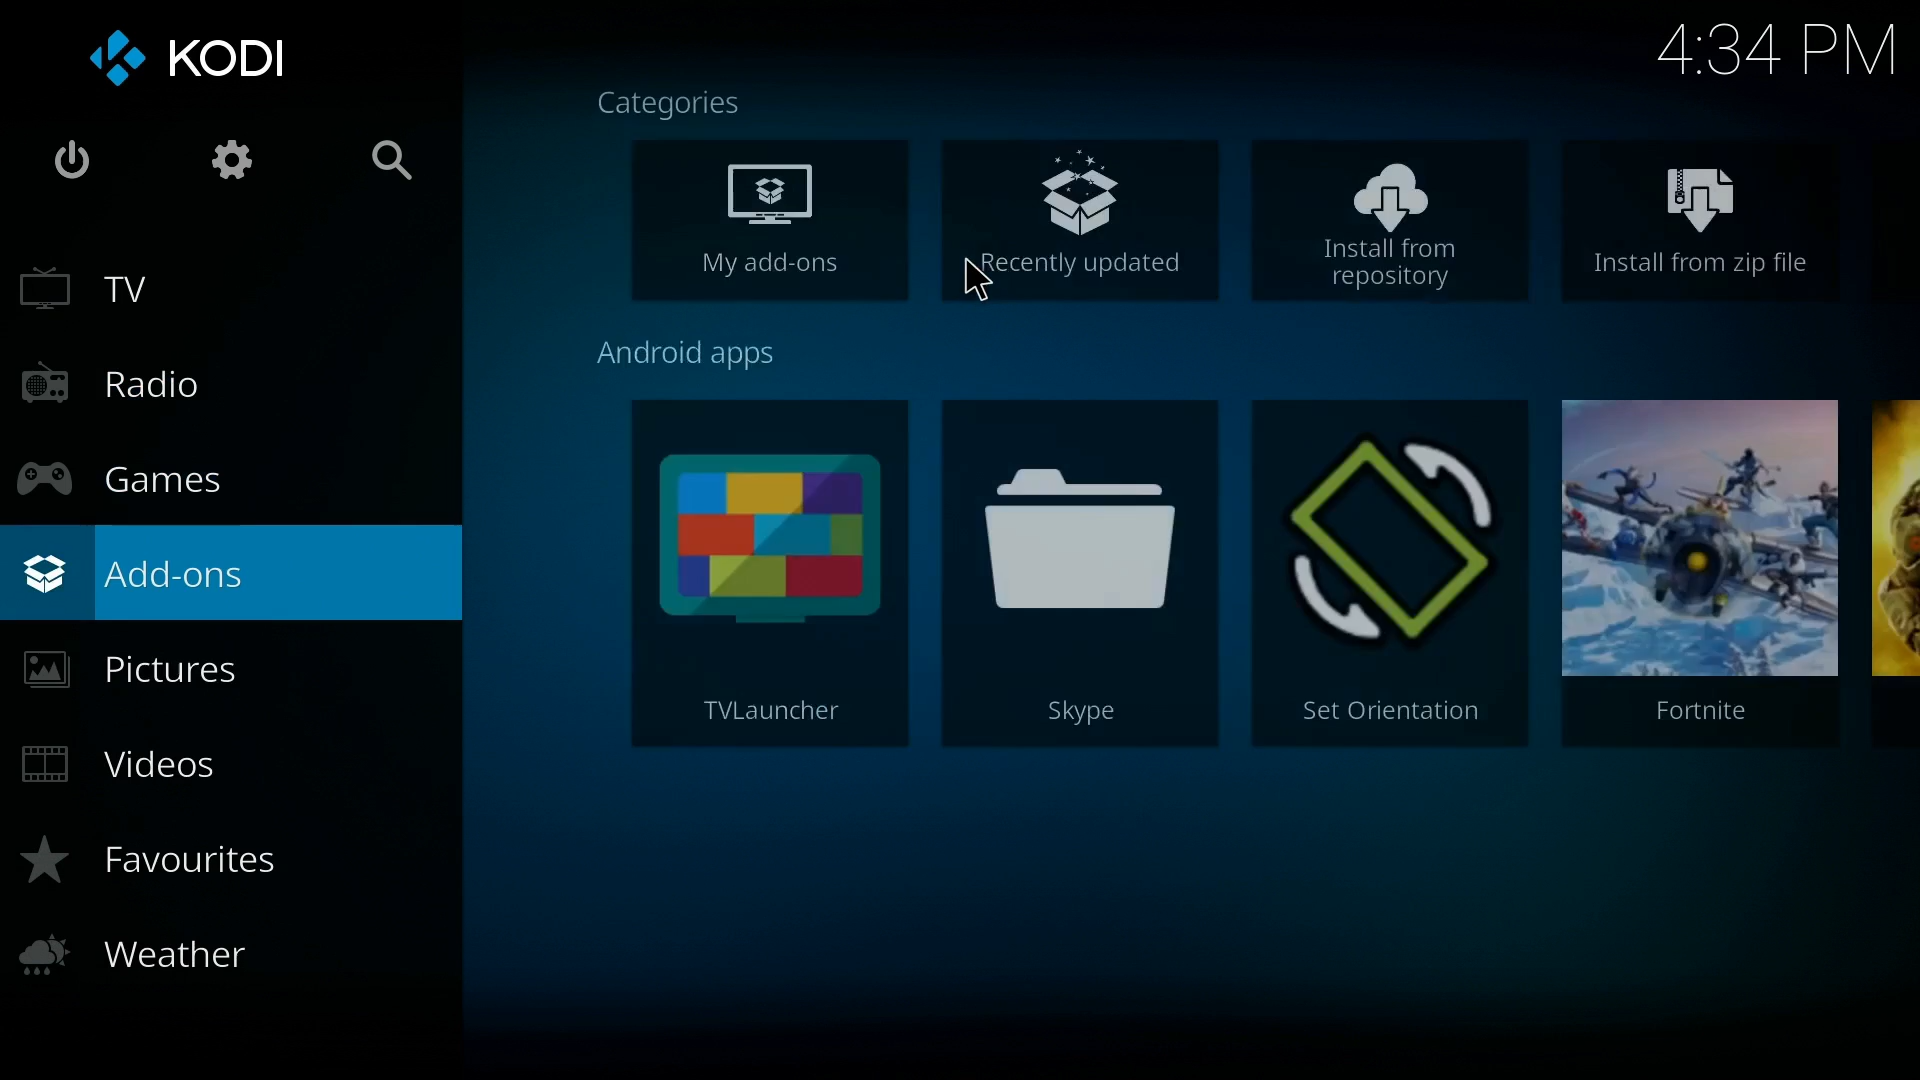 KODI
4:34 PM
TV
Radio
Games
Add-ons
Pictures
Videos
Favourites
Weather
Categories
My add-ons
Recently updated
Install from
repository
Install from zip file
Android apps
TVLauncher
Skype
Set Orientation
Fortnite